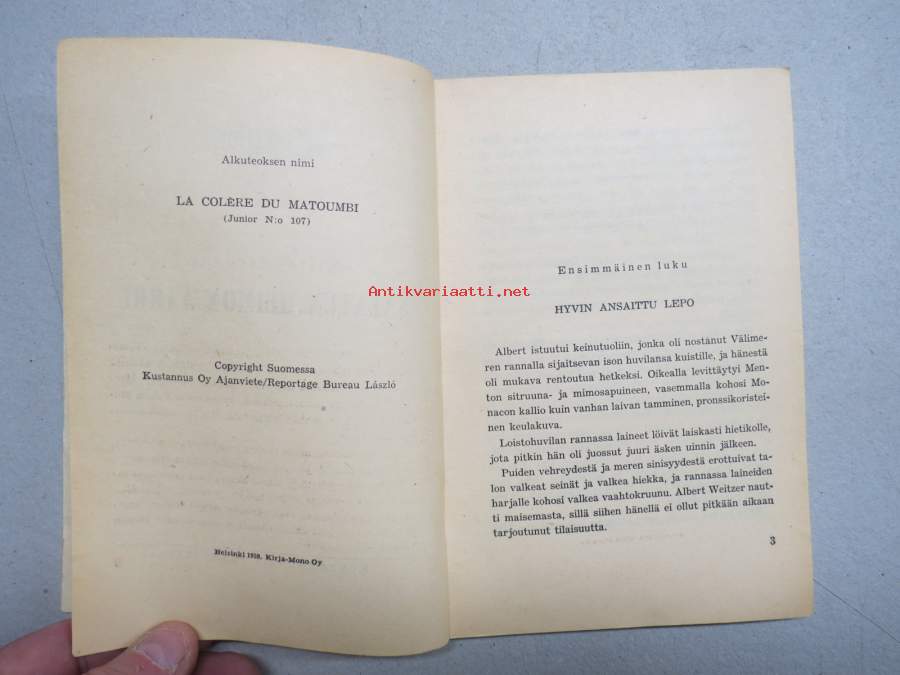 Alkuteoksen nimi
LA COLÈRE DU MATOUMBI
(Junior N:o 107)
Copyright Suomessa
Kustannus Oy Ajanviete/Reportage Bureau László
Helsinki 1959. Kirja-Mono Oy
Antikvariaatti.net
Ensimmäinen luku
HYVIN ANSAITTU LEPO
Albert istuutui keinutuoliin, jonka oli nostanut Välime-
ren rannalla sijaitsevan ison huvilansa kuistille, ja hänestä
oli mukava rentoutua hetkeksi. Oikealla levittäytyi Men-
ton sitruuna- ja mimosapuineen, vasemmalla kohosi Mo-
nacon kallio kuin vanhan laivan tamminen, pronssikoristei-
nen keulakuva.
Loistohuvilan rannassa laineet löivät laiskasti hietikolle,
jota pitkin hän oli juossut juuri äsken uinnin jälkeen.
Puiden vehreydestä ja meren sinisyydestä erottuivat ta-
lon valkeat seinät ja valkea hiekka, ja rannassa laineiden
harjalle kohosi valkea vaahtokruunu. Albert Weitzer naut-
ti maisemasta, sillä siihen hänellä ei ollut pitkään aikaan
tarjoutunut tilaisuutta.
3